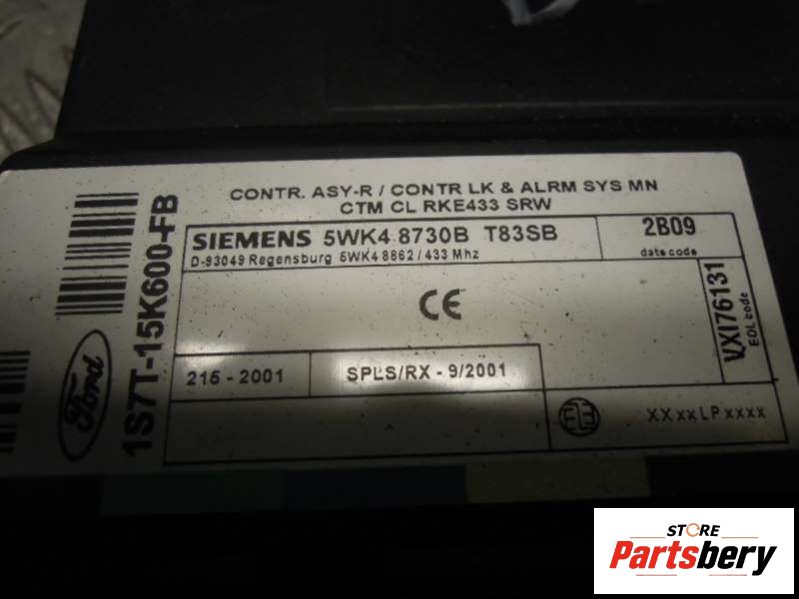 CONTR. ASY-R / CONTR LK & ALRM SYS MN
CTM CL RKE433 SRW
SIEMENS 5WK4 8730B T83SB
D-93049 Regensburg 5WK4 8862 / 433 Mhz
2B09
date code
VXI76131
EOL code
CE
215 - 2001
SPLS/RX - 9/2001
XXxxLPxxxx
Ford
1S7T-15K600-FB
STORE
Partsbery